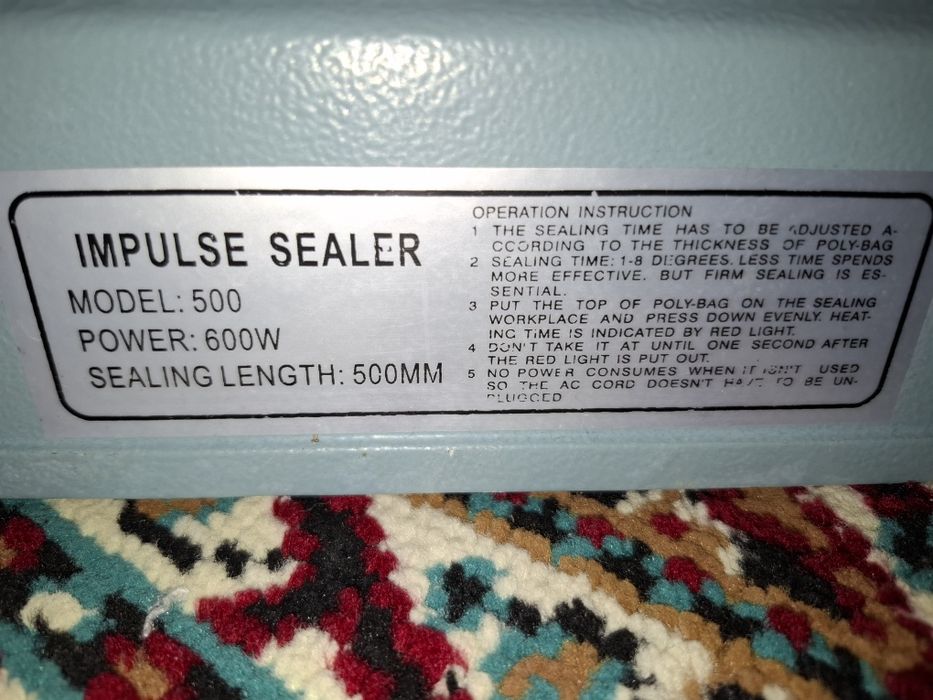 IMPULSE SEALER
MODEL: 500
POWER: 600W
SEALING LENGTH: 500MM
OPERATION INSTRUCTION
1 THE SEALING TIME HAS TO BE ADJUSTED A-
CCORDING TO THE THICKNESS OF POLY-BAG
2 SEALING TIME: 1-8 DEGREES. LESS TIME SPENDS
MORE EFFECTIVE. BUT FIRM SEALING IS ES-
SENTIAL.
3 PUT THE TOP OF POLY-BAG ON THE SEALING
WORKPLACE AND PRESS DOWN EVENLY. HEAT-
ING TIME IS INDICATED BY RED LIGHT.
4 DON'T TAKE IT AT UNTIL ONE SECOND AFTER
THE RED LIGHT IS PUT OUT.
5 NO POWER CONSUMES WHEN IT ISN'T USED
SO THE AC CORD DOESN'T HAVE TO BE UN-
PLUGGED